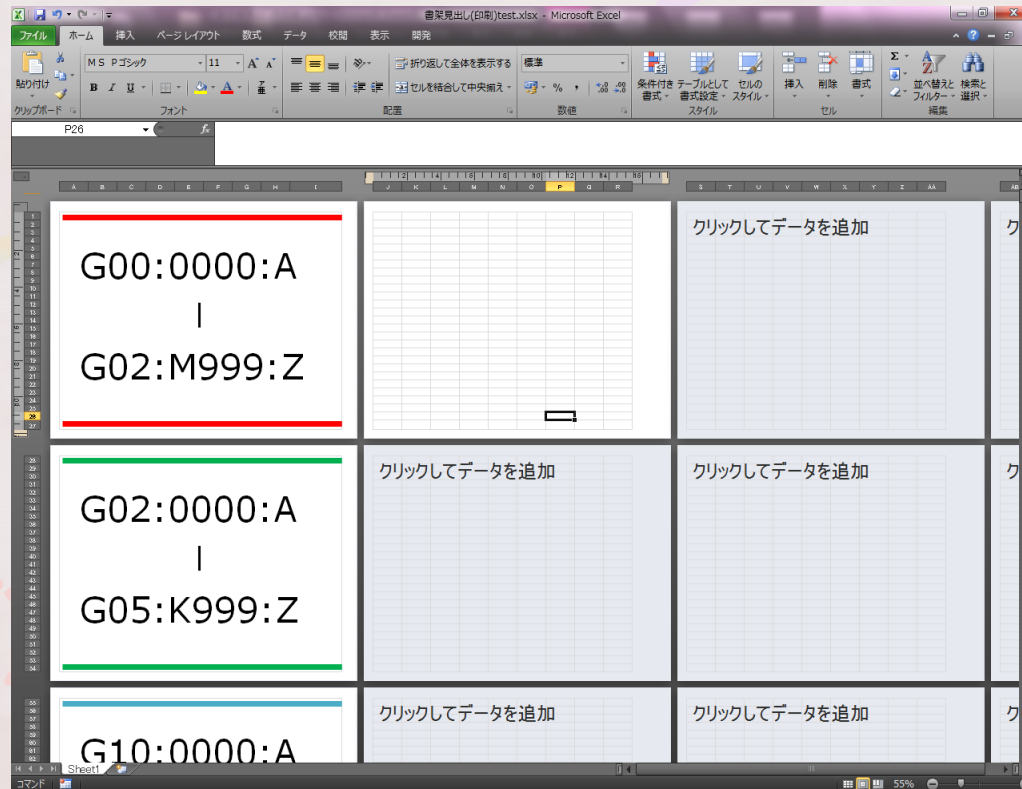 書架見出し(印刷)test.xlsx - Microsoft Excel
ファイル ホーム 挿入 ページ レイアウト 数式 データ 校閲 表示 開発
貼り付け
MS Pゴシック 11
折り返して全体を表示する
標準
B I U
セルを結合して中央揃え
%
条件付き書式 テーブルとして書式設定 セルのスタイル
挿入 削除 書式
Σ
並べ替えとフィルター 検索と選択
クリップボード フォント 配置 数値 スタイル セル 編集
P26 fx
A B C D E F G H I J K L M N O P Q R S T U V W X Y Z AA AB
G00:0000:A
|
G02:M999:Z
クリックしてデータを追加
ク
G02:0000:A
|
G05:K999:Z
クリックしてデータを追加
クリックしてデータを追加
ク
G10:0000:A
クリックしてデータを追加
クリックしてデータを追加
ク
Sheet1
コマンド
55%